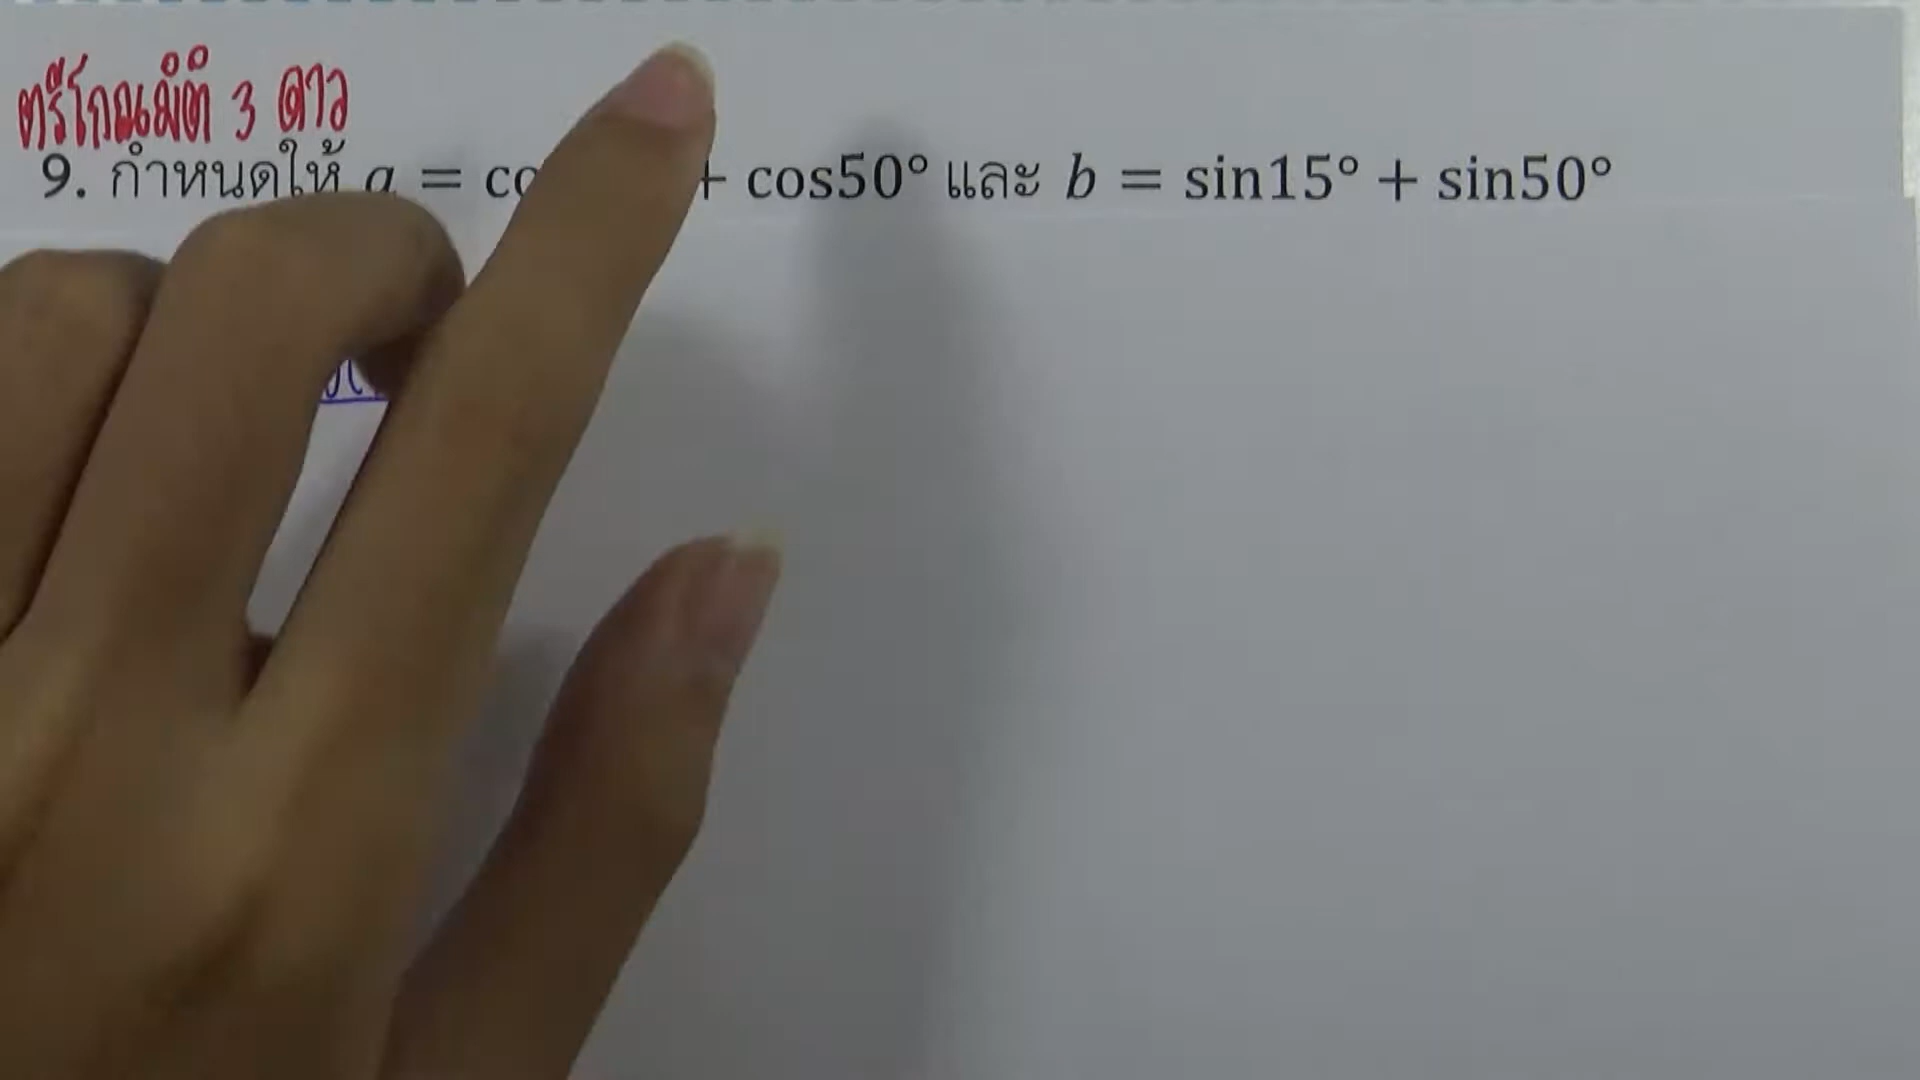 ตรีโกณมิติ 3 ดาว
9. กำหนดให้ a = + cos50° และ b = sin15° + sin50°